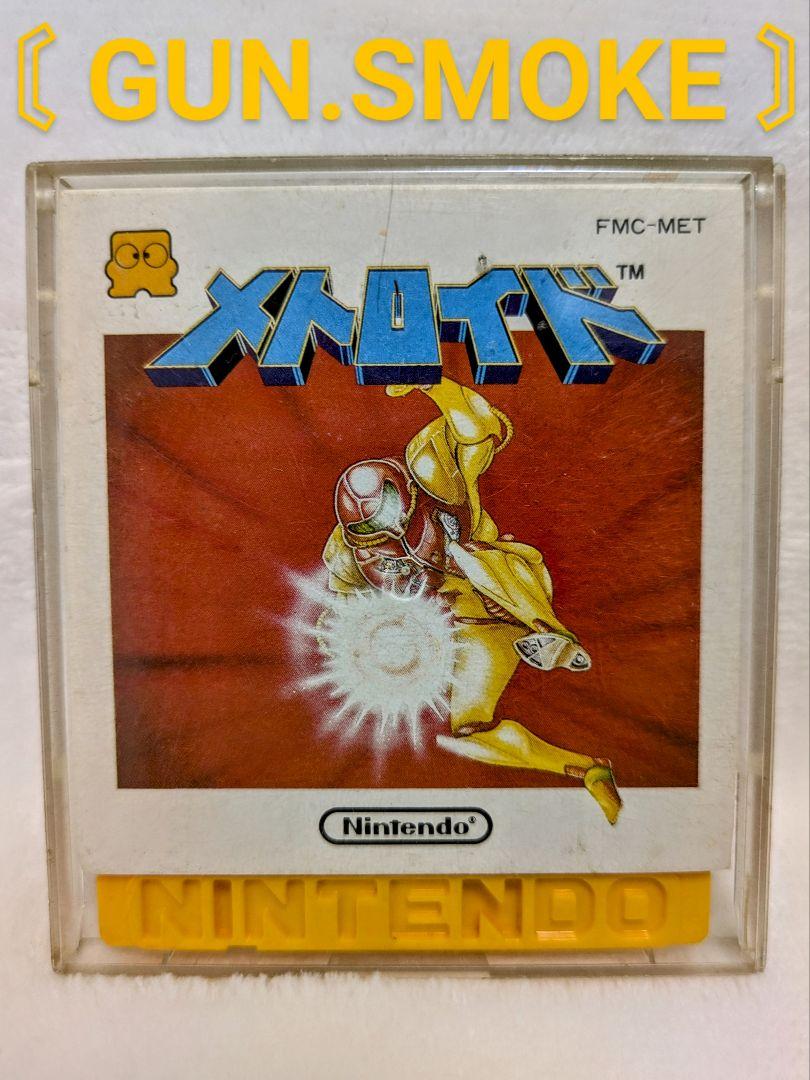 〘 GUN.SMOKE 〙
FMC-MET
メトロイド™
Nintendo®
NINTENDO